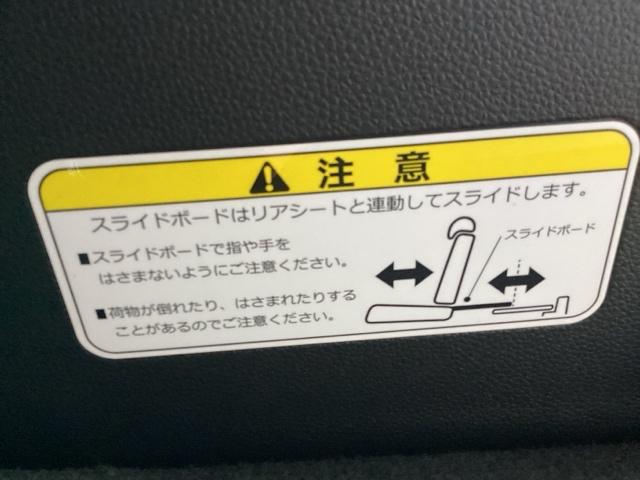 注意
スライドボードはリアシートと連動してスライドします。
■スライドボードで指や手を
はさまないようにご注意ください。
■荷物が倒れたり、はさまれたりする
ことがあるのでご注意ください。
スライドボード